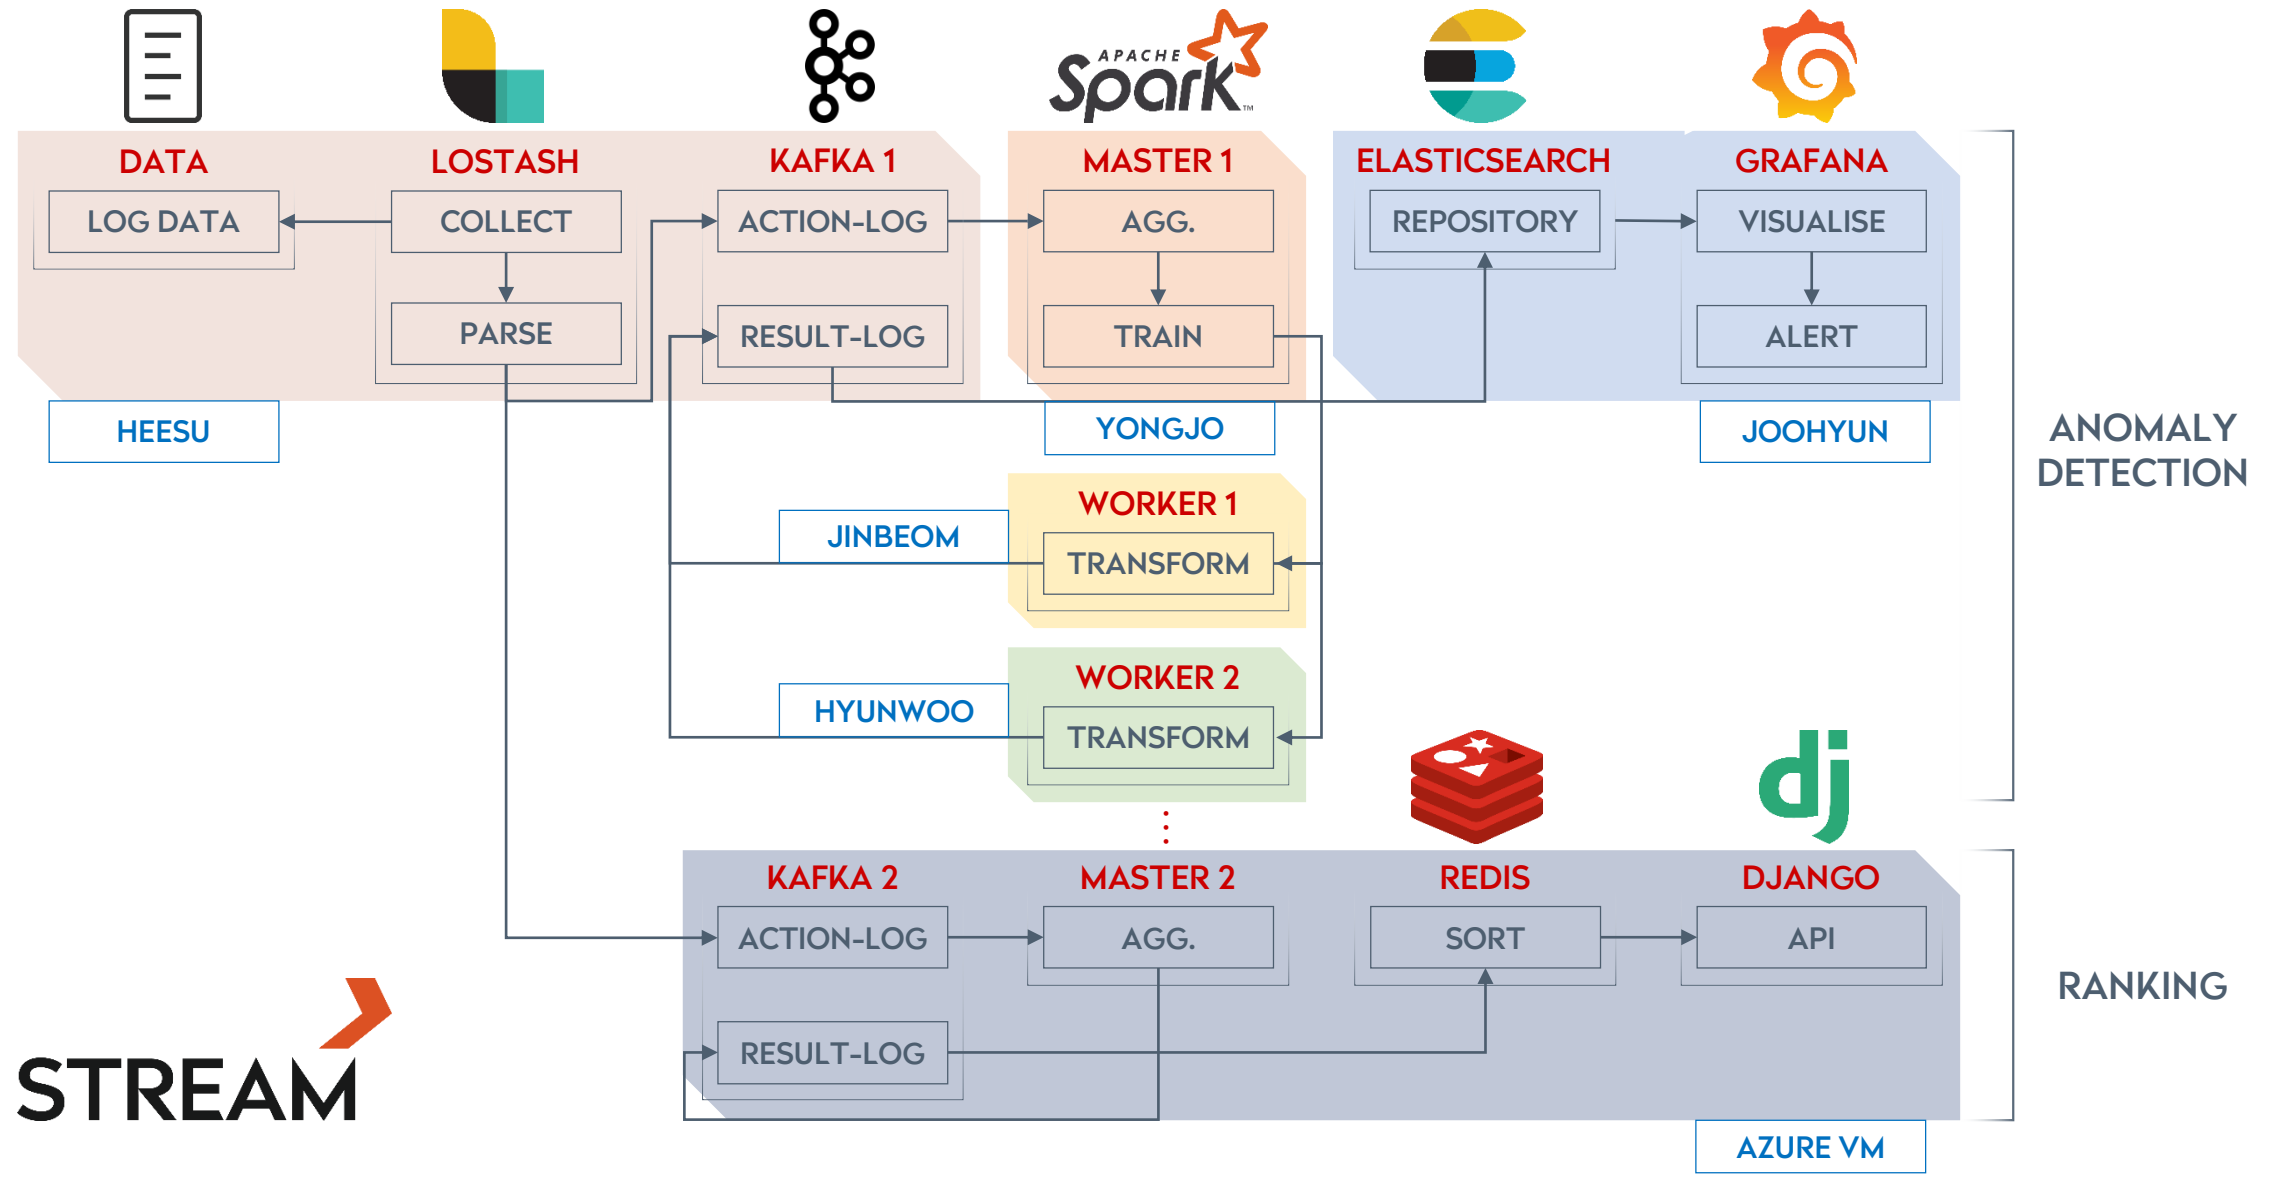 APACHE
Spark™
DATA
LOSTASH
KAFKA 1
MASTER 1
ELASTICSEARCH
GRAFANA
LOG DATA
COLLECT
ACTION-LOG
AGG.
REPOSITORY
VISUALISE
PARSE
RESULT-LOG
TRAIN
ALERT
HEESU
YONGJO
JOOHYUN
ANOMALY
DETECTION
WORKER 1
JINBEOM
TRANSFORM
WORKER 2
HYUNWOO
TRANSFORM
dj
KAFKA 2
MASTER 2
REDIS
DJANGO
ACTION-LOG
AGG.
SORT
API
RANKING
RESULT-LOG
STREAM
AZURE VM